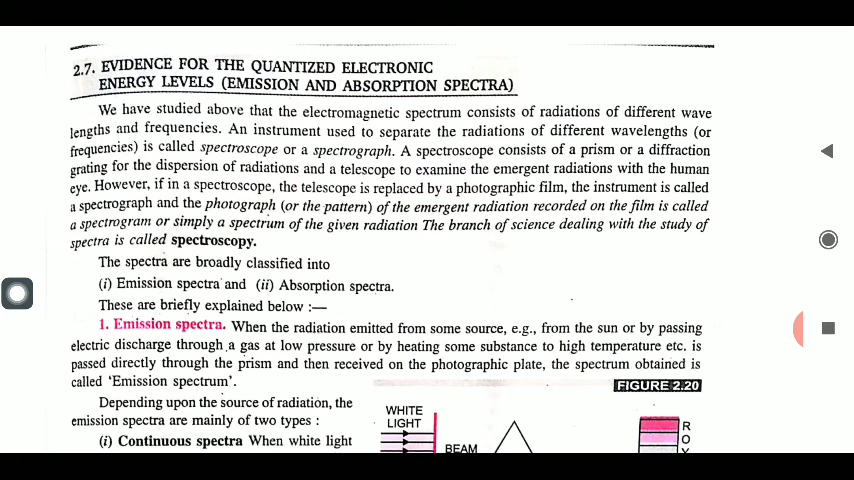 2.7. EVIDENCE FOR THE QUANTIZED ELECTRONIC
ENERGY LEVELS (EMISSION AND ABSORPTION SPECTRA)
We have studied above that the electromagnetic spectrum consists of radiations of different wave
lengths and frequencies. An instrument used to separate the radiations of different wavelengths (or
frequencies) is called spectroscope or a spectrograph. A spectroscope consists of a prism or a diffraction
grating for the dispersion of radiations and a telescope to examine the emergent radiations with the human
eye. However, if in a spectroscope, the telescope is replaced by a photographic film, the instrument is called
a spectrograph and the photograph (or the pattern) of the emergent radiation recorded on the film is called
a spectrogram or simply a spectrum of the given radiation The branch of science dealing with the study of
spectra is called spectroscopy.
The spectra are broadly classified into
(i) Emission spectra and (ii) Absorption spectra.
These are briefly explained below :—
1. Emission spectra. When the radiation emitted from some source, e.g., from the sun or by passing
electric discharge through a gas at low pressure or by heating some substance to high temperature etc. is
passed directly through the prism and then received on the photographic plate, the spectrum obtained is
called 'Emission spectrum'.
FIGURE 2.20
Depending upon the source of radiation, the
emission spectra are mainly of two types :
(i) Continuous spectra When white light
WHITE
LIGHT
BEAM
R
O
Y